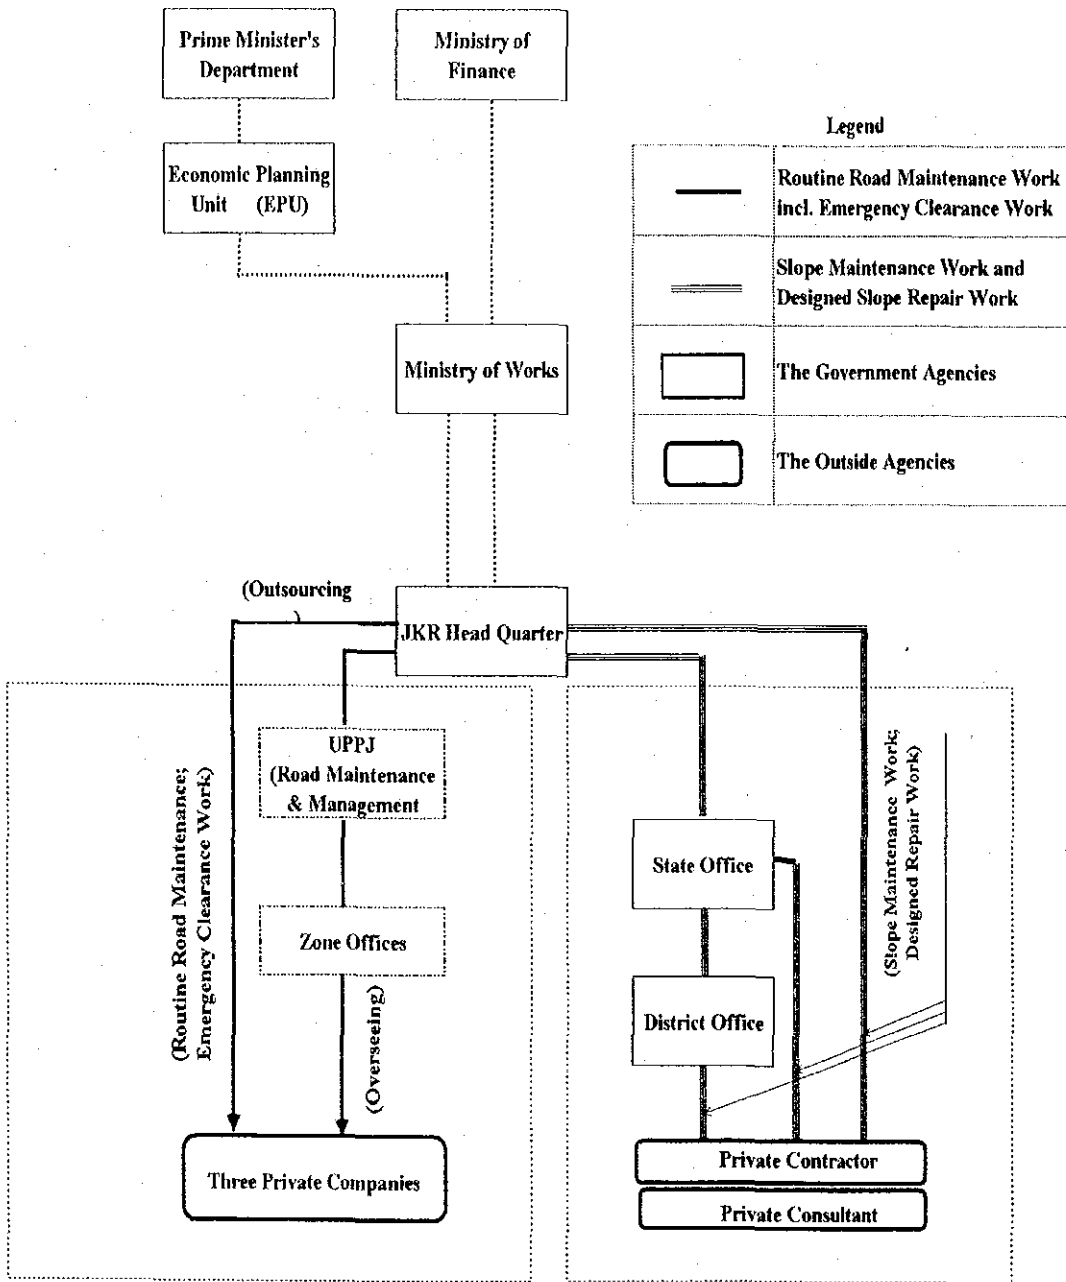 Prime Minister's
Department
Ministry of
Finance
Economic Planning
Unit (EPU)
Ministry of Works
Legend
Routine Road Maintenance Work
incl. Emergency Clearance Work
Slope Maintenance Work and
Designed Slope Repair Work
The Government Agencies
The Outside Agencies
(Outsourcing
)
JKR Head Quarter
UPPJ
(Road Maintenance
& Management
Zone Offices
(Routine Road Maintenance;
Emergency Clearance Work)
(Overseeing)
Three Private Companies
State Office
District Office
(Slope Maintenance Work;
Designed Repair Work)
Private Contractor
Private Consultant